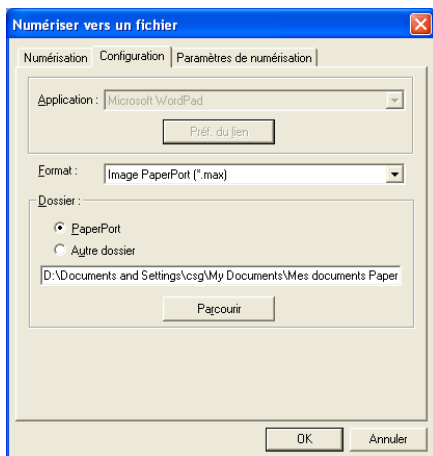 Numériser vers un fichier
Numérisation Configuration Paramètres de numérisation
Application : Microsoft WordPad
Préf. du lien
Format : Image PaperPort (*.max)
Dossier :
PaperPort
Autre dossier
D:\Documents and Settings\csg\My Documents\Mes documents Paper
Parcourir
OK Annuler